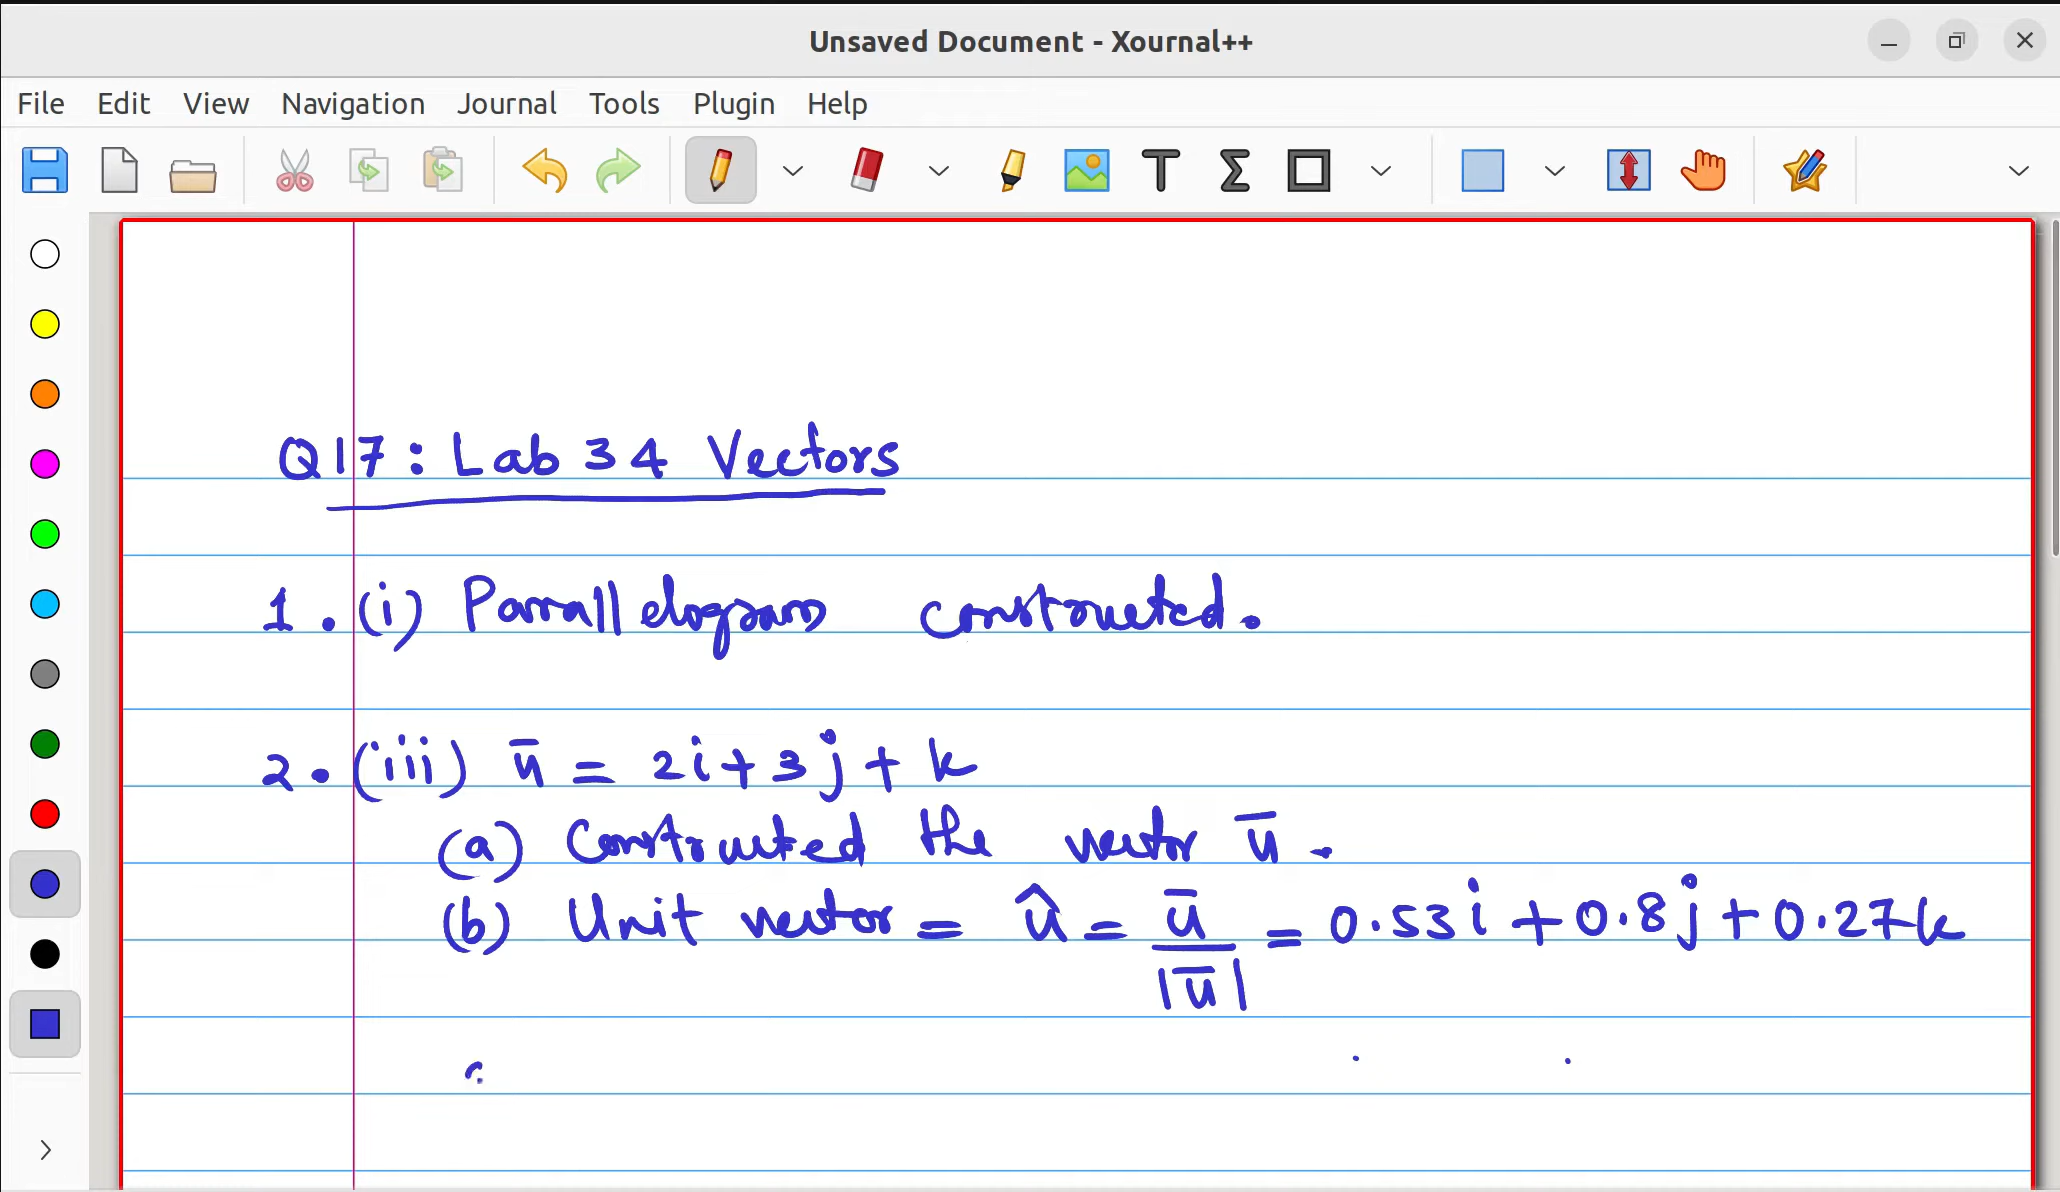 Unsaved Document - Xournal++
File Edit View Navigation Journal Tools Plugin Help
Q17: Lab 34 Vectors
1. (i) Parrallelogram constructed.
2. (iii) ū = 2i + 3j + k
(a) Constructed the vector ū.
(b) Unit vector = û = ū / |ū| = 0.53i + 0.8j + 0.27k